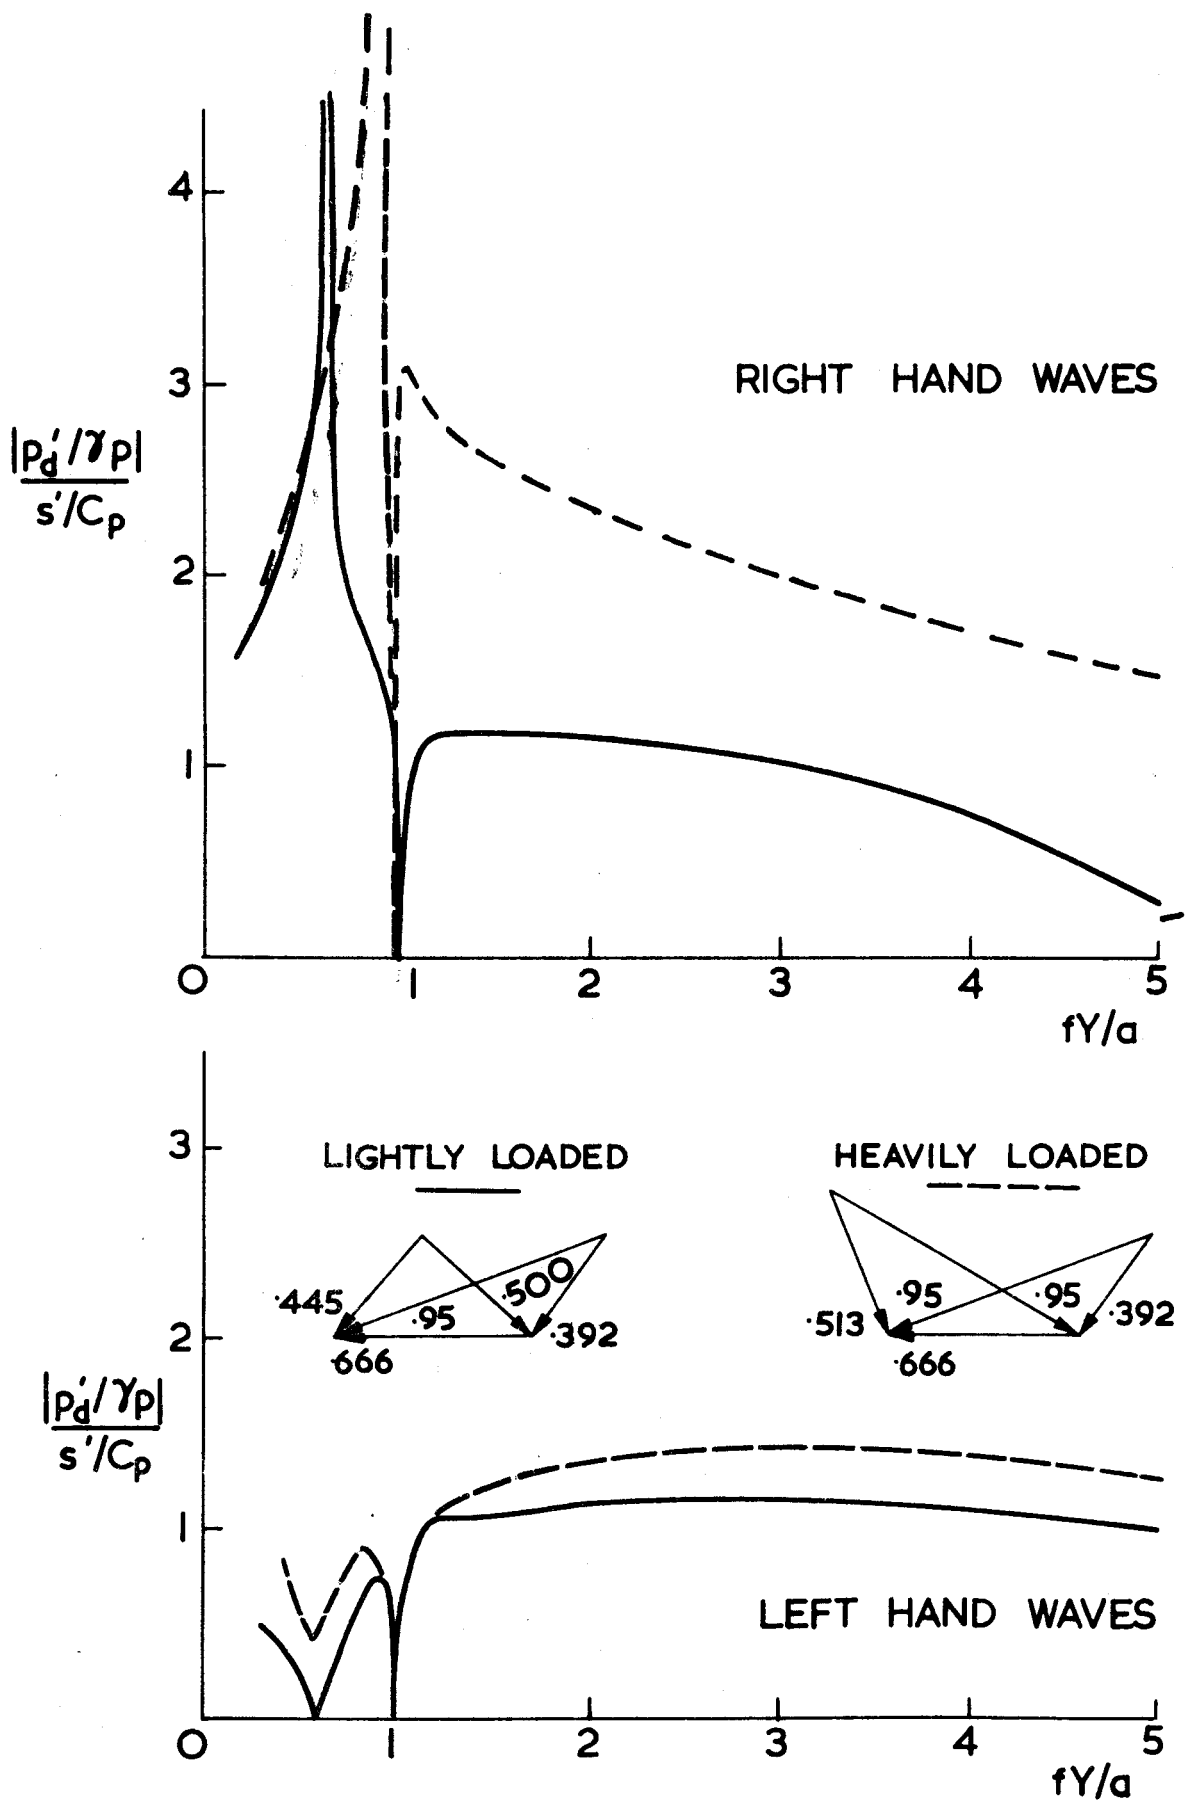 4
3
2
1
|p'd/γp|
s'/Cp
RIGHT HAND WAVES
0 1 2 3 4 5
fY/a
3
2
1
|p'd/γp|
s'/Cp
LIGHTLY LOADED
·445 ·95 ·500 ·392
·666
HEAVILY LOADED
·513 ·95 ·95 ·392
·666
LEFT HAND WAVES
0 1 2 3 4 5
fY/a